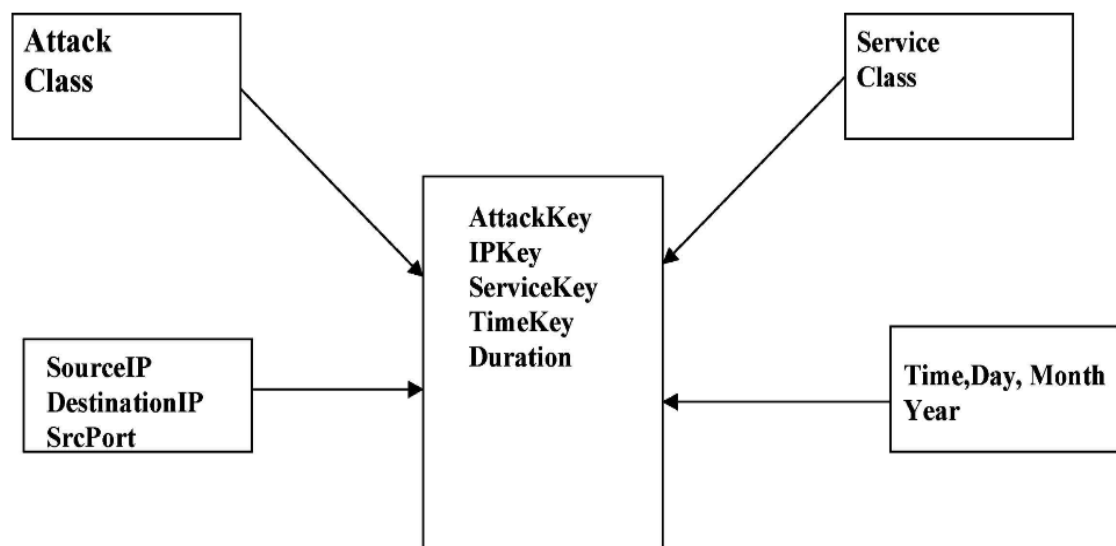 Attack
Class
Service
Class
AttackKey
IPKey
ServiceKey
TimeKey
Duration
SourceIP
DestinationIP
SrcPort
Time,Day, Month
Year